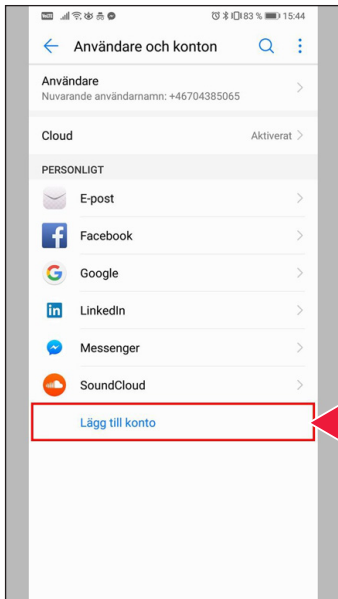 83 % 15:44
Användare och konton
Användare
Nuvarande användarnamn: +46704385065
Cloud Aktiverat
PERSONLIGT
E-post
Facebook
Google
LinkedIn
Messenger
SoundCloud
Lägg till konto